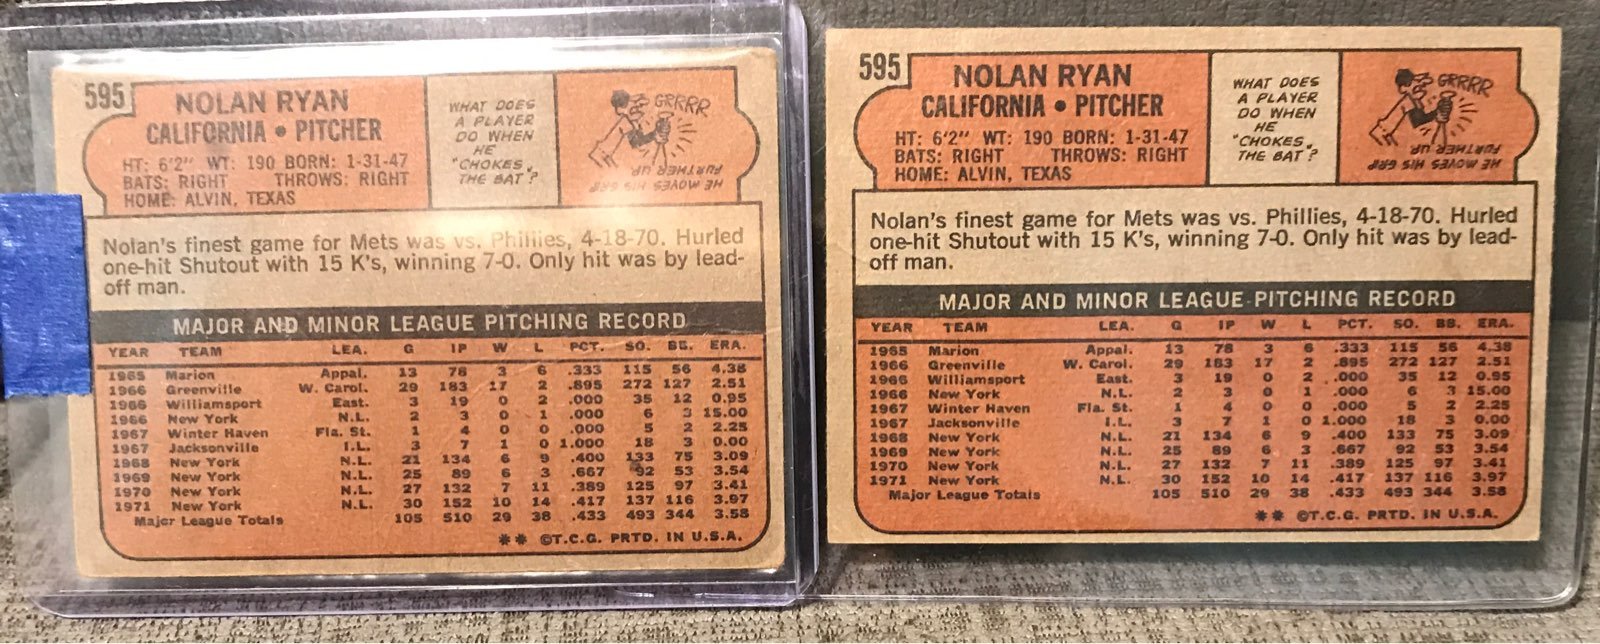 595
NOLAN RYAN
CALIFORNIA • PITCHER
HT: 6'2" WT: 190 BORN: 1-31-47
BATS: RIGHT THROWS: RIGHT
HOME: ALVIN, TEXAS
WHAT DOES
A PLAYER
DO WHEN
HE
"CHOKES"
THE BAT?
GRRRR
HE MOVES HIS GRIP
FURTHER UP
Nolan's finest game for Mets was vs. Phillies, 4-18-70. Hurled
one-hit Shutout with 15 K's, winning 7-0. Only hit was by lead-
off man.
MAJOR AND MINOR LEAGUE PITCHING RECORD
YEAR TEAM LEA. G IP W L PCT. SO. BB. ERA.
1965 Marion Appal. 13 78 3 6 .333 115 56 4.38
1966 Greenville W. Carol. 29 183 17 2 .895 272 127 2.51
1966 Williamsport East. 3 19 0 2 .000 35 12 0.95
1966 New York N.L. 2 3 0 1 .000 6 3 15.00
1967 Winter Haven Fla. St. 1 4 0 0 .000 5 2 2.25
1967 Jacksonville I.L. 3 7 1 0 1.000 18 3 0.00
1968 New York N.L. 21 134 6 9 .400 133 75 3.09
1969 New York N.L. 25 89 6 3 .667 92 53 3.54
1970 New York N.L. 27 132 7 11 .389 125 97 3.41
1971 New York N.L. 30 152 10 14 .417 137 116 3.97
Major League Totals 105 510 29 38 .433 493 344 3.58
** ©T.C.G. PRTD. IN U.S.A.
595
NOLAN RYAN
CALIFORNIA • PITCHER
HT: 6'2" WT: 190 BORN: 1-31-47
BATS: RIGHT THROWS: RIGHT
HOME: ALVIN, TEXAS
WHAT DOES
A PLAYER
DO WHEN
HE
"CHOKES"
THE BAT?
GRRRR
HE MOVES HIS GRIP
FURTHER UP
Nolan's finest game for Mets was vs. Phillies, 4-18-70. Hurled
one-hit Shutout with 15 K's, winning 7-0. Only hit was by lead-
off man.
MAJOR AND MINOR LEAGUE PITCHING RECORD
YEAR TEAM LEA. G IP W L PCT. SO. BB. ERA.
1965 Marion Appal. 13 78 3 6 .333 115 56 4.38
1966 Greenville W. Carol. 29 183 17 2 .895 272 127 2.51
1966 Williamsport East. 3 19 0 2 .000 35 12 0.95
1966 New York N.L. 2 3 0 1 .000 6 3 15.00
1967 Winter Haven Fla. St. 1 4 0 0 .000 5 2 2.25
1967 Jacksonville I.L. 3 7 1 0 1.000 18 3 0.00
1968 New York N.L. 21 134 6 9 .400 133 75 3.09
1969 New York N.L. 25 89 6 3 .667 92 53 3.54
1970 New York N.L. 27 132 7 11 .389 125 97 3.41
1971 New York N.L. 30 152 10 14 .417 137 116 3.97
Major League Totals 105 510 29 38 .433 493 344 3.58
** ©T.C.G. PRTD. IN U.S.A.